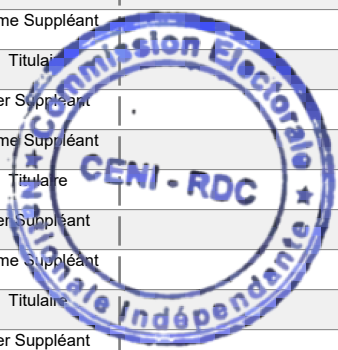 me Suppléant
Titulaire
er Suppléant
me Suppléant
Titulaire
er Suppléant
me Suppléant
Titulaire
er Suppléant
Commission Electorale
CENI - RDC
Nationale Indépendante